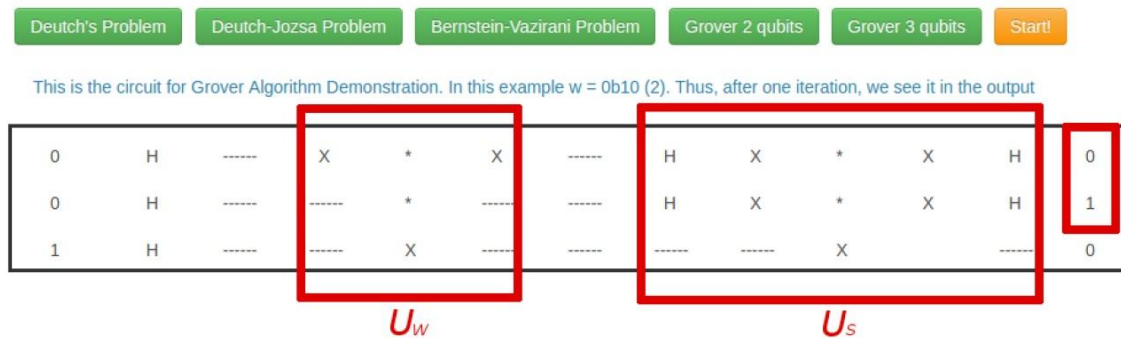 Deutch's Problem Deutch-Jozsa Problem Bernstein-Vazirani Problem Grover 2 qubits Grover 3 qubits Start!
This is the circuit for Grover Algorithm Demonstration. In this example w = 0b10 (2). Thus, after one iteration, we see it in the output
0 H ------ X * X ------ H X * X H 0
0 H ------ ------ * ------ ------ H X * X H 1
1 H ------ ------ X ------ ------ ------ ------ X ------ 0
Uw Us